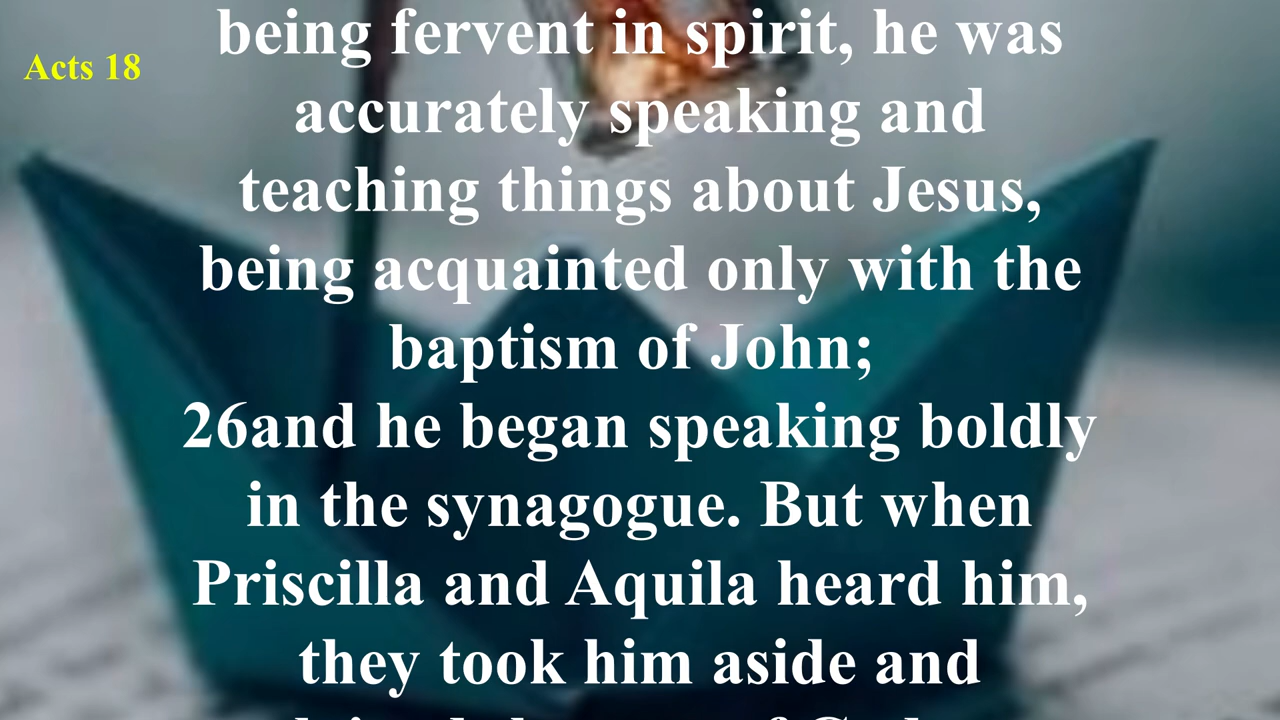 being fervent in spirit, he was
Acts 18
accurately speaking and
teaching things about Jesus,
being acquainted only with the
baptism of John;
26and he began speaking boldly
in the synagogue. But when
Priscilla and Aquila heard him,
they took him aside and